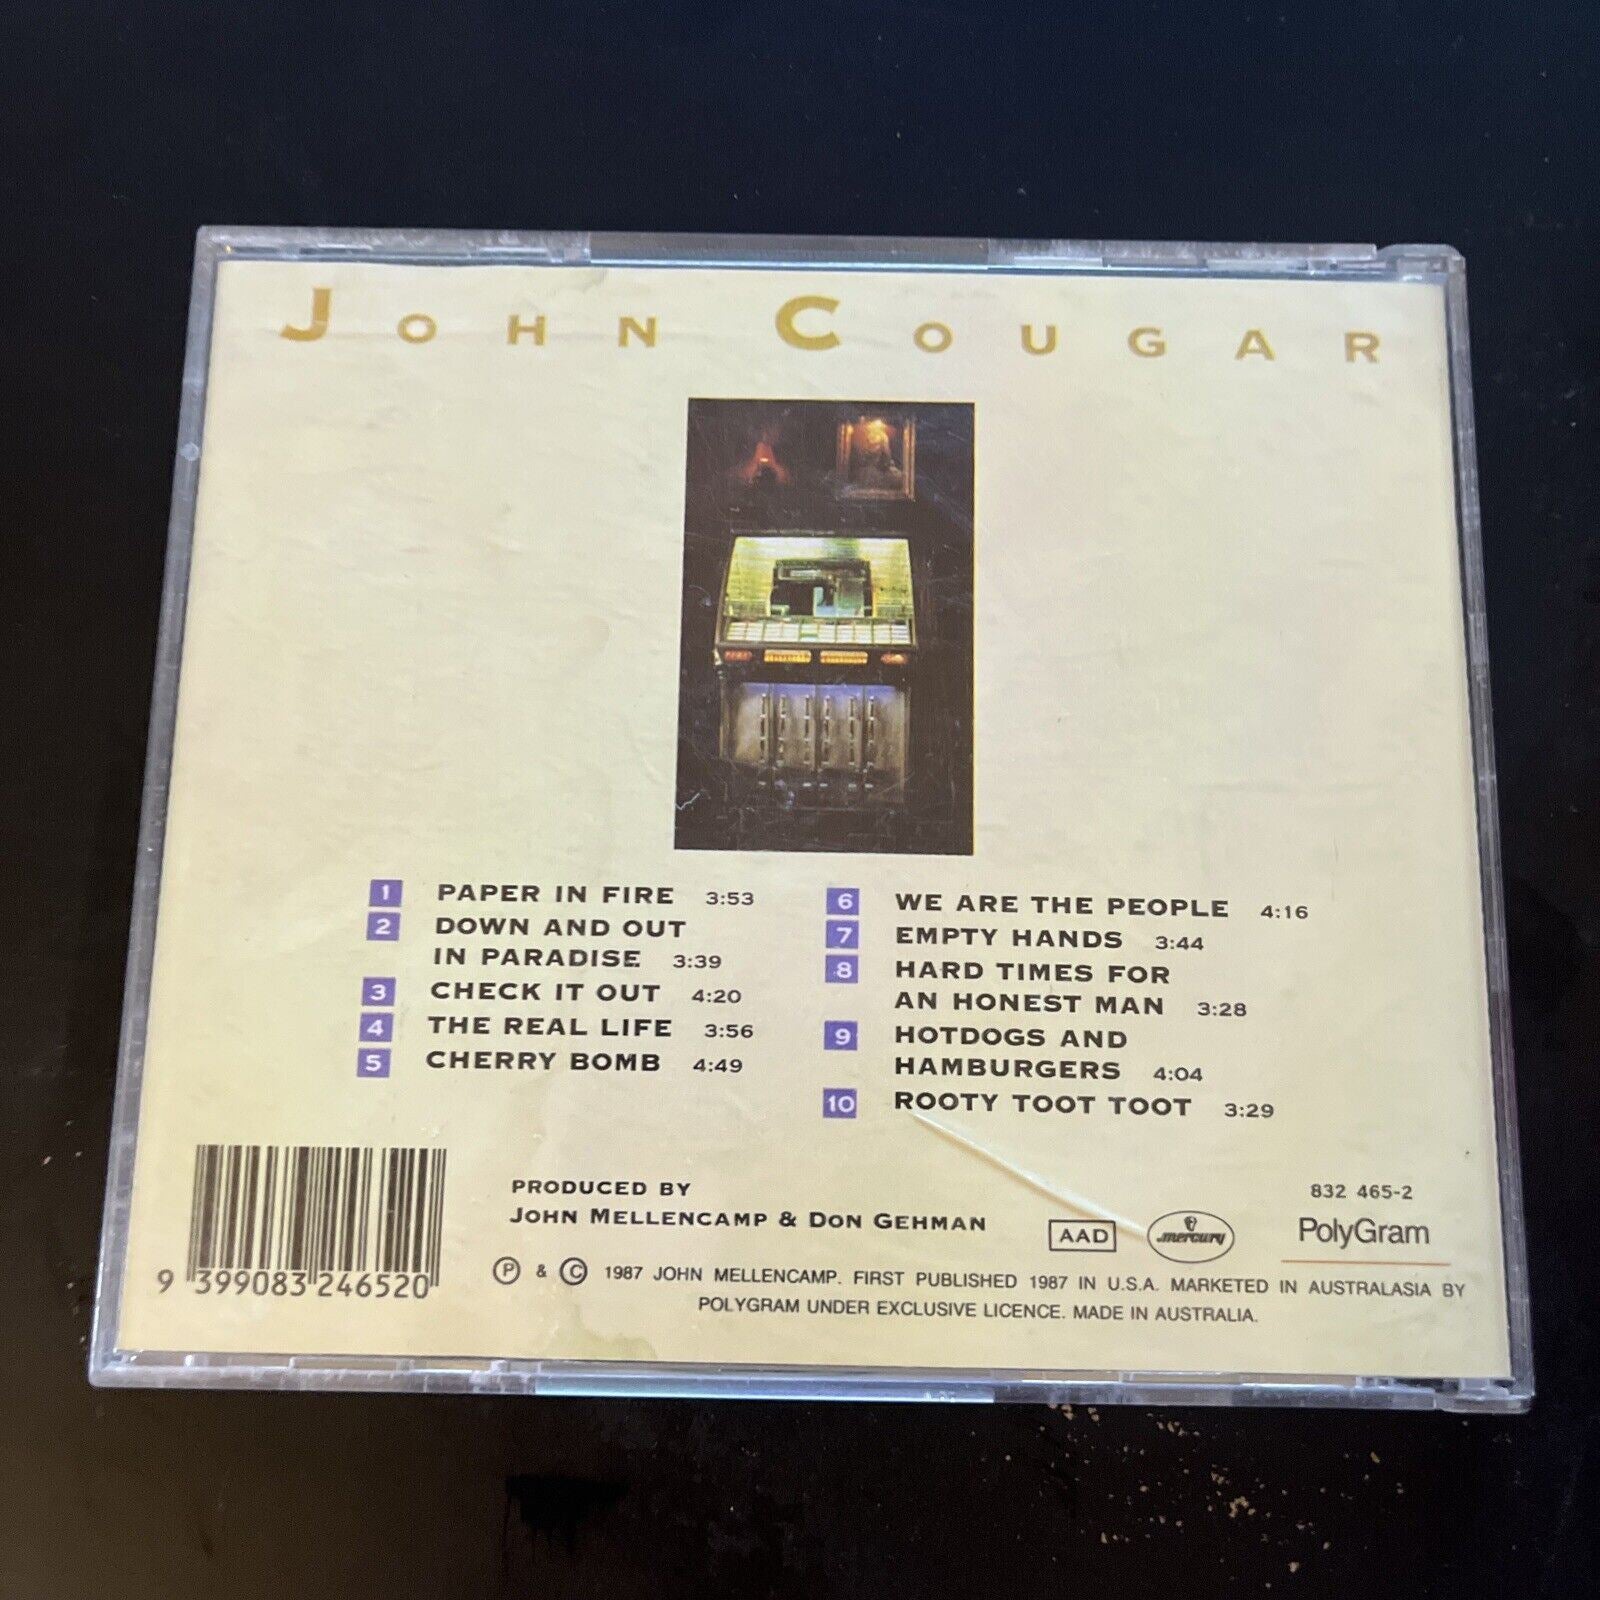 JOHN COUGAR
1 PAPER IN FIRE 3:53
2 DOWN AND OUT
IN PARADISE 3:39
3 CHECK IT OUT 4:20
4 THE REAL LIFE 3:56
5 CHERRY BOMB 4:49
6 WE ARE THE PEOPLE 4:16
7 EMPTY HANDS 3:44
8 HARD TIMES FOR
AN HONEST MAN 3:28
9 HOTDOGS AND
HAMBURGERS 4:04
10 ROOTY TOOT TOOT 3:29
9 399083 246520
PRODUCED BY
JOHN MELLENCAMP & DON GEHMAN
AAD
mercury
832 465-2
PolyGram
Ⓟ & © 1987 JOHN MELLENCAMP. FIRST PUBLISHED 1987 IN U.S.A. MARKETED IN AUSTRALASIA BY
POLYGRAM UNDER EXCLUSIVE LICENCE. MADE IN AUSTRALIA.